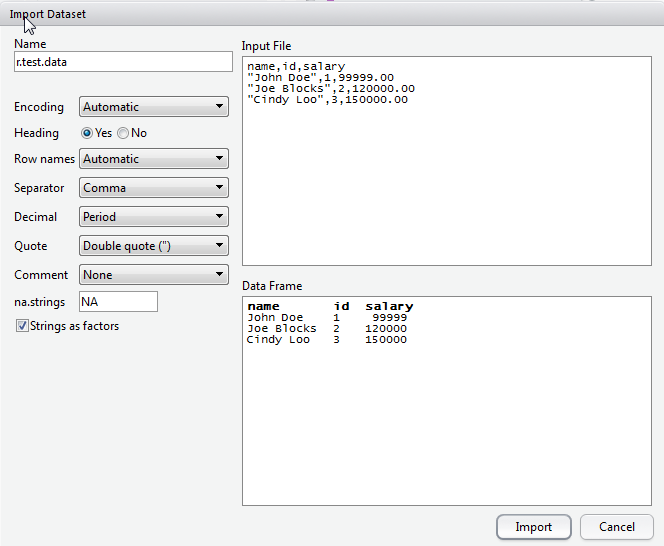 Import Dataset
Name
r.test.data
Encoding Automatic
Heading Yes No
Row names Automatic
Separator Comma
Decimal Period
Quote Double quote (")
Comment None
na.strings NA
Strings as factors
Input File
name,id,salary
"John Doe",1,99999.00
"Joe Blocks",2,120000.00
"Cindy Loo",3,150000.00
Data Frame
name id salary
John Doe 1 99999
Joe Blocks 2 120000
Cindy Loo 3 150000
Import Cancel